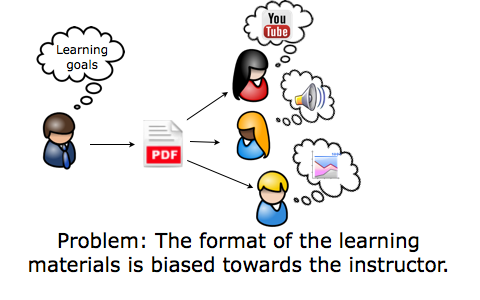 You
Tube
Learning
goals
PDF
Problem: The format of the learning
materials is biased towards the instructor.